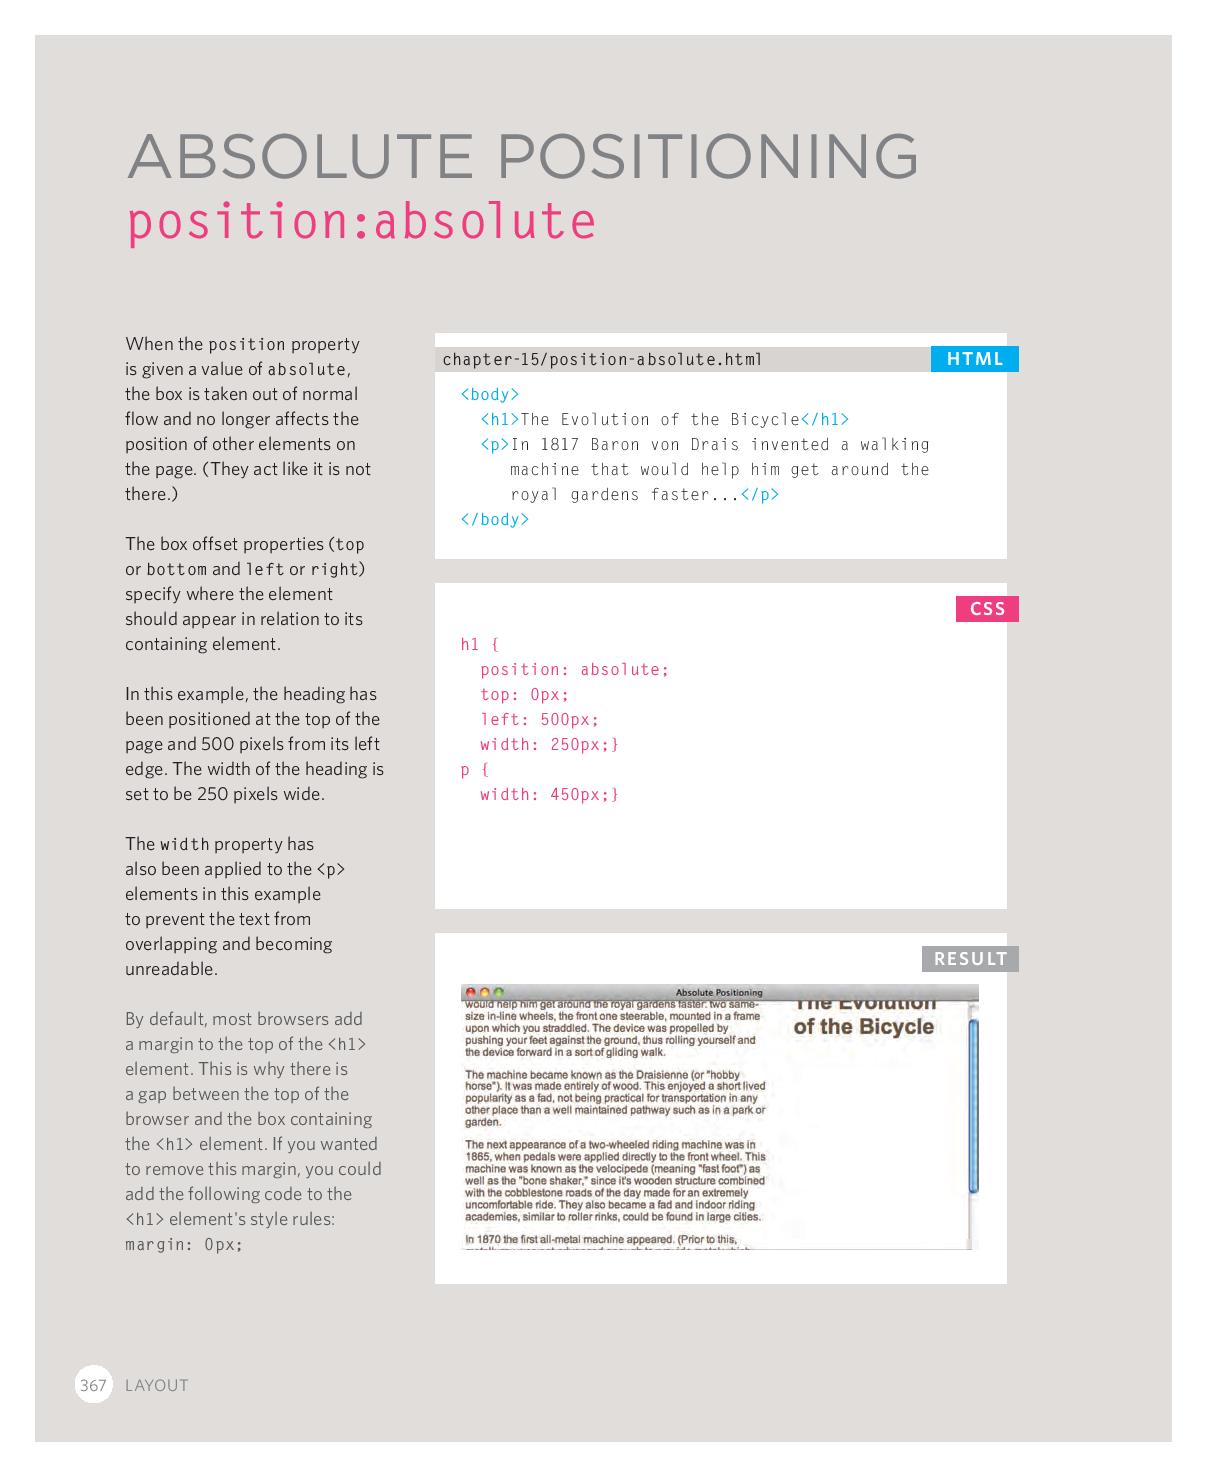 ABSOLUTE POSITIONING
position:absolute
When the position property
is given a value of absolute,
the box is taken out of normal
flow and no longer affects the
position of other elements on
the page. (They act like it is not
there.)
The box offset properties (top
or bottom and left or right)
specify where the element
should appear in relation to its
containing element.
In this example, the heading has
been positioned at the top of the
page and 500 pixels from its left
edge. The width of the heading is
set to be 250 pixels wide.
The width property has
also been applied to the <p>
elements in this example
to prevent the text from
overlapping and becoming
unreadable.
By default, most browsers add
a margin to the top of the <h1>
element. This is why there is
a gap between the top of the
browser and the box containing
the <h1> element. If you wanted
to remove this margin, you could
add the following code to the
<h1> element's style rules:
margin: 0px;
chapter-15/position-absolute.html
HTML
<body>
<h1>The Evolution of the Bicycle</h1>
<p>In 1817 Baron von Drais invented a walking
machine that would help him get around the
royal gardens faster...</p>
</body>
CSS
h1 {
position: absolute;
top: 0px;
left: 500px;
width: 250px;}
p {
width: 450px;}
RESULT
Absolute Positioning
would help him get around the royal gardens faster: two same-
size in-line wheels, the front one steerable, mounted in a frame
upon which you straddled. The device was propelled by
pushing your feet against the ground, thus rolling yourself and
the device forward in a sort of gliding walk.
The machine became known as the Draisienne (or "hobby
horse"). It was made entirely of wood. This enjoyed a short lived
popularity as a fad, not being practical for transportation in any
other place than a well maintained pathway such as in a park or
garden.
The next appearance of a two-wheeled riding machine was in
1865, when pedals were applied directly to the front wheel. This
machine was known as the velocipede (meaning "fast foot") as
well as the "bone shaker," since it's wooden structure combined
with the cobblestone roads of the day made for an extremely
uncomfortable ride. They also became a fad and indoor riding
academies, similar to roller rinks, could be found in large cities.
In 1870 the first all-metal machine appeared. (Prior to this,
The Evolution
of the Bicycle
367 LAYOUT